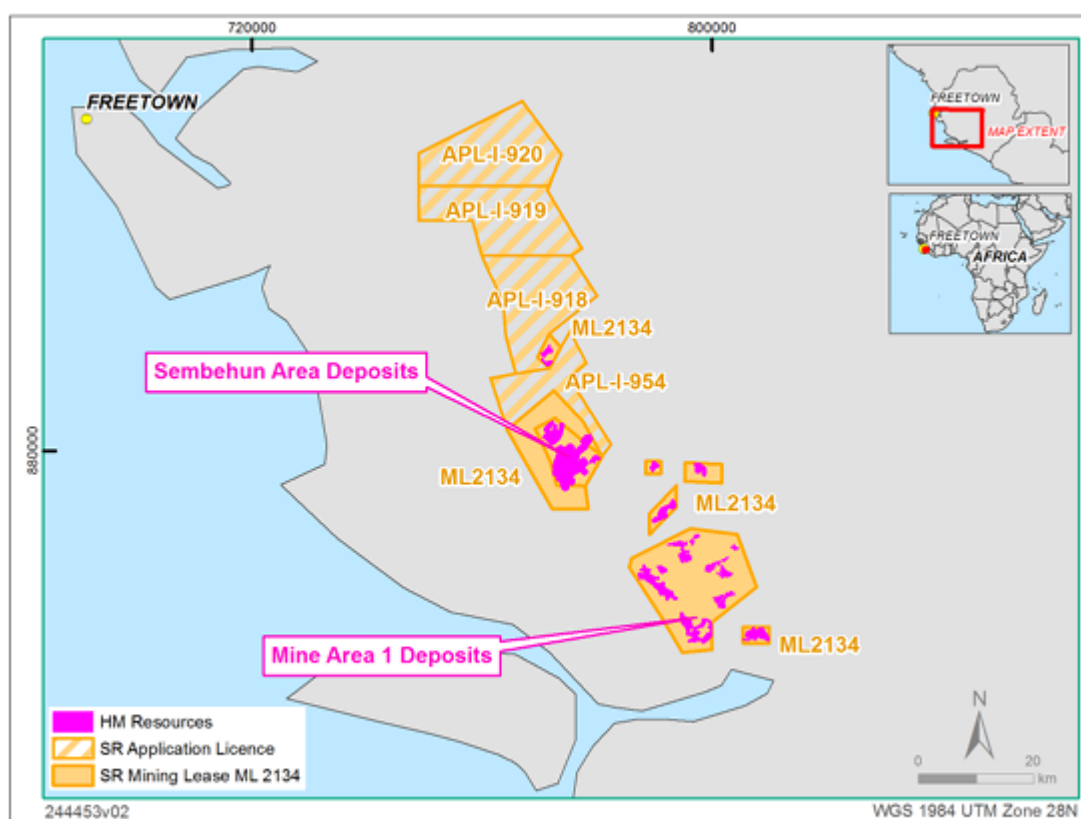 720000
800000
FREETOWN
FREETOWN
MAP EXTENT
FREETOWN
AFRICA
APL-I-920
APL-I-919
APL-I-918
ML2134
Sembehun Area Deposits
APL-I-954
880000
ML2134
ML2134
Mine Area 1 Deposits
ML2134
HM Resources
SR Application Licence
SR Mining Lease ML 2134
N
0
20
km
244453v02
WGS 1984 UTM Zone 28N